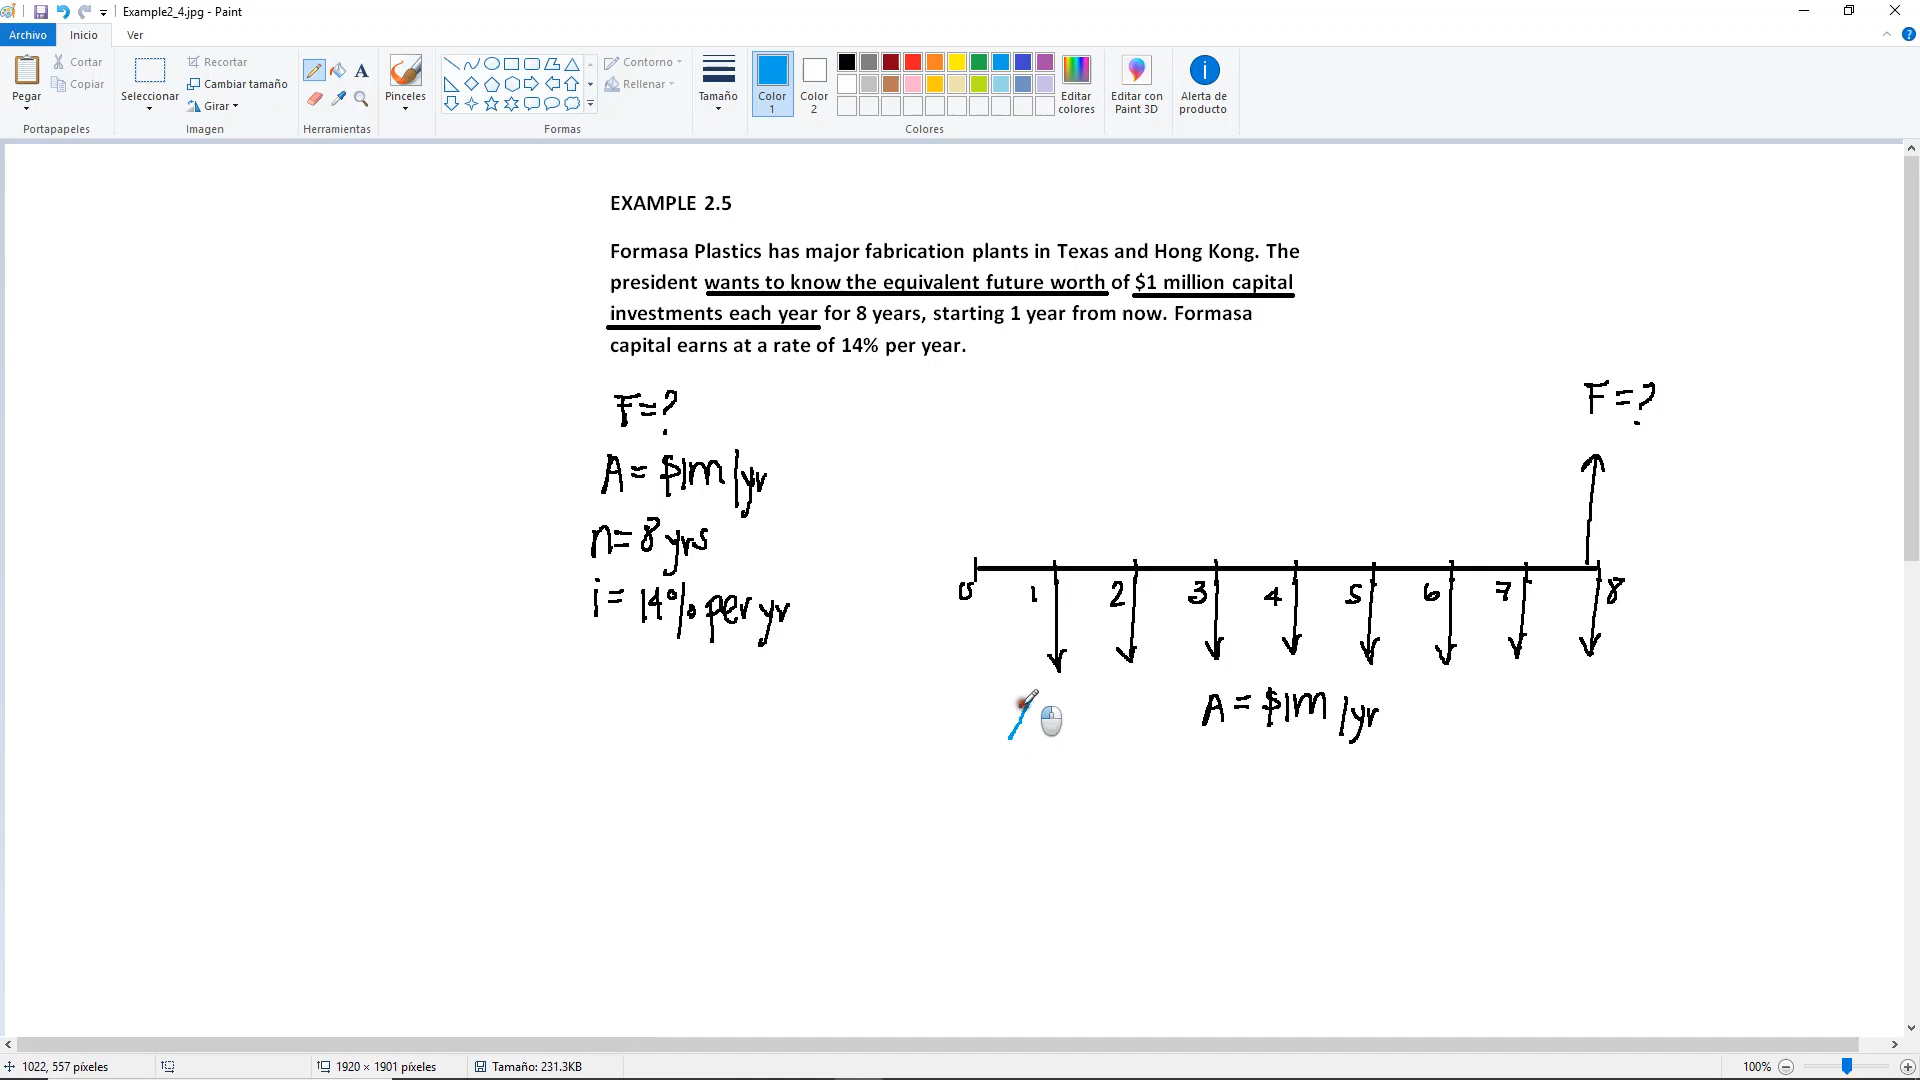 Example2_4.jpg - Paint
Archivo Inicio Ver
Pegar
Cortar
Copiar
Portapapeles
Seleccionar
Recortar
Cambiar tamaño
Girar
Imagen
A
Herramientas
Pinceles
Contorno
Rellenar
Formas
Tamaño
Color 1
Color 2
Editar colores
Colores
Editar con Paint 3D
Alerta de producto
EXAMPLE 2.5
Formasa Plastics has major fabrication plants in Texas and Hong Kong. The
president wants to know the equivalent future worth of $1 million capital
investments each year for 8 years, starting 1 year from now. Formasa
capital earns at a rate of 14% per year.
F=?
A = $1M/yr
n= 8 yrs
i = 14% per yr
F=?
0 1 2 3 4 5 6 7 8
A = $1M/yr
1022, 557 píxeles
1920 × 1901 píxeles
Tamaño: 231.3KB
100%